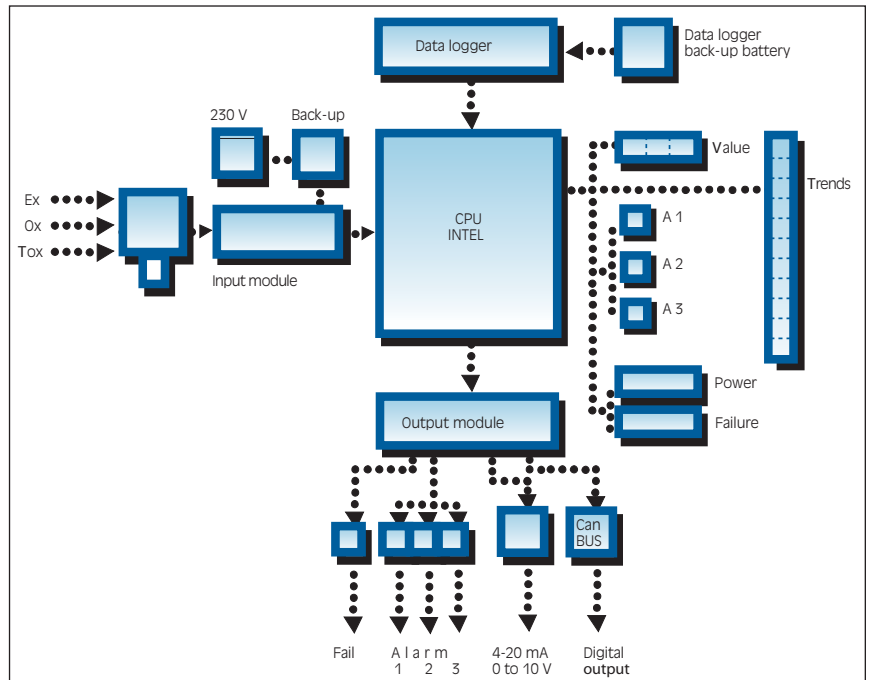 Data logger
Data logger
back-up battery
230 V
Back-up
Value
Trends
Ex
Ox
Tox
CPU
INTEL
A 1
A 2
A 3
Input module
Power
Output module
Failure
Can
BUS
Fail
A l a r m
1 2 3
4-20 mA
0 to 10 V
Digital
output